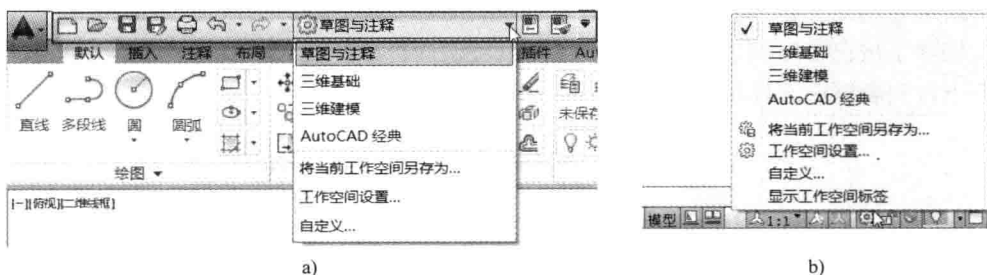 草图与注释
默认 插入 注释 布局
插件 Au
草图与注释
三维基础
三维建模
AutoCAD 经典
将当前工作空间另存为...
工作空间设置...
自定义...
直线 多段线 圆 圆弧
未保存
绘图
[-][俯视][二维线框]
a)
草图与注释
三维基础
三维建模
AutoCAD 经典
将当前工作空间另存为...
工作空间设置...
自定义...
显示工作空间标签
模型 1:1
b)